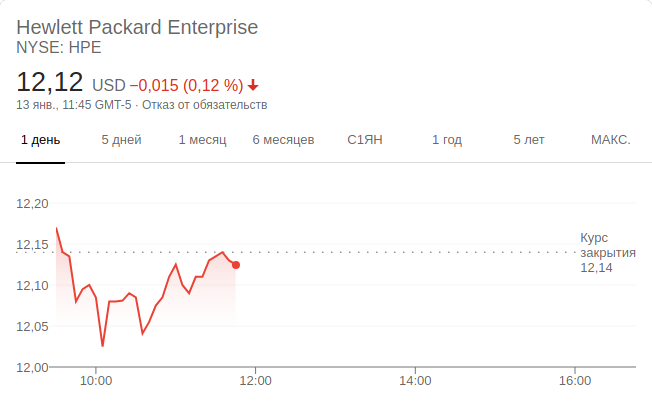 Hewlett Packard Enterprise
NYSE: HPE
12,12 USD −0,015 (0,12 %)
13 янв., 11:45 GMT-5 · Отказ от обязательств
1 день 5 дней 1 месяц 6 месяцев С1ЯН 1 год 5 лет МАКС.
12,20
12,15
12,10
12,05
12,00
Курс
закрытия
12,14
10:00 12:00 14:00 16:00